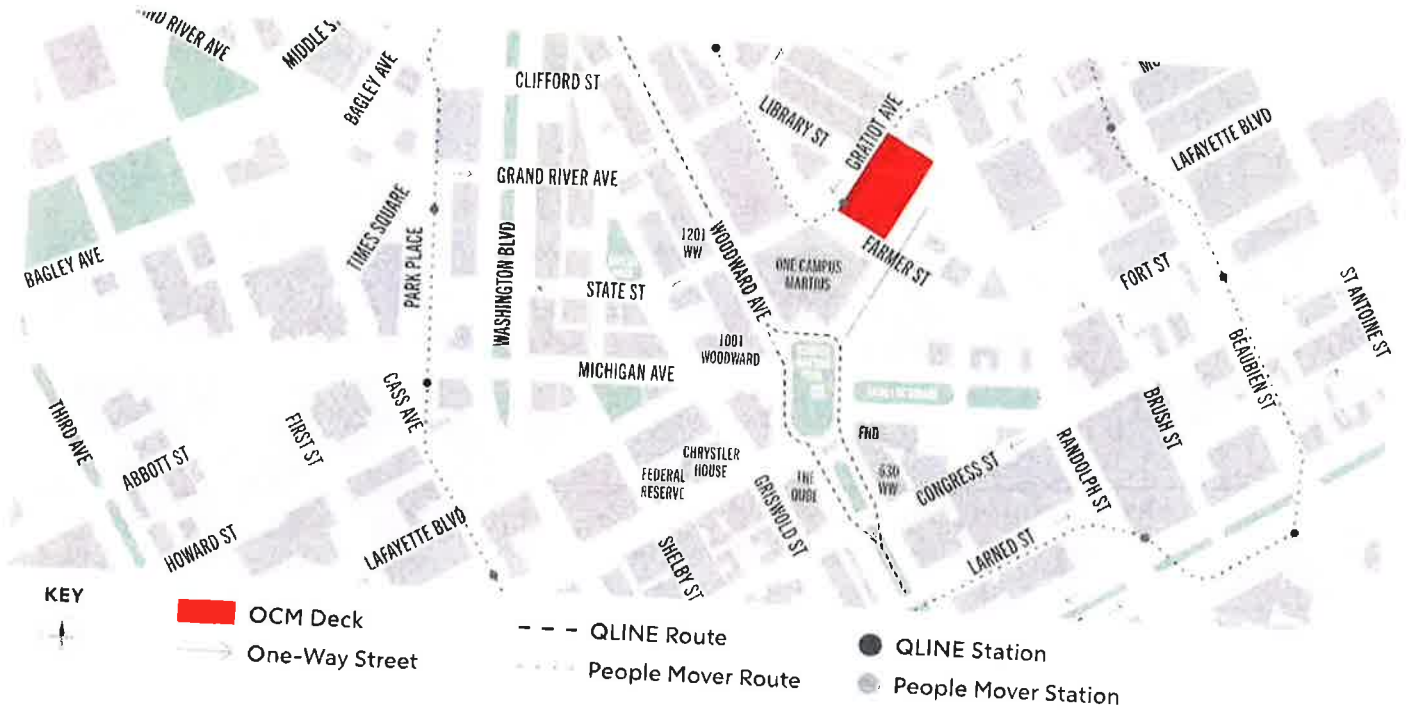 RIVER AVE
MIDDLE ST
BAGLEY AVE
CLIFFORD ST
LIBRARY ST
GRATIOT AVE
LAFAYETTE BLVD
GRAND RIVER AVE
TIMES SQUARE
PARK PLACE
WASHINGTON BLVD
1201
WW
WOODWARD AVE
ONE CAMPUS
MARTIUS
FARMER ST
FORT ST
ST ANTOINE ST
BAGLEY AVE
STATE ST
1001
WOODWARD
MICHIGAN AVE
BEAUBIEN ST
THIRD AVE
CASS AVE
FIRST ST
ABBOTT ST
CHRYSTLER
HOUSE
FEDERAL
RESERVE
FNB
630
WW
THE
QUBE
GRISWOLD ST
CONGRESS ST
RANDOLPH ST
BRUSH ST
HOWARD ST
LAFAYETTE BLVD
SHELBY ST
LARNED ST
KEY
OCM Deck
One-Way Street
QLINE Route
People Mover Route
QLINE Station
People Mover Station